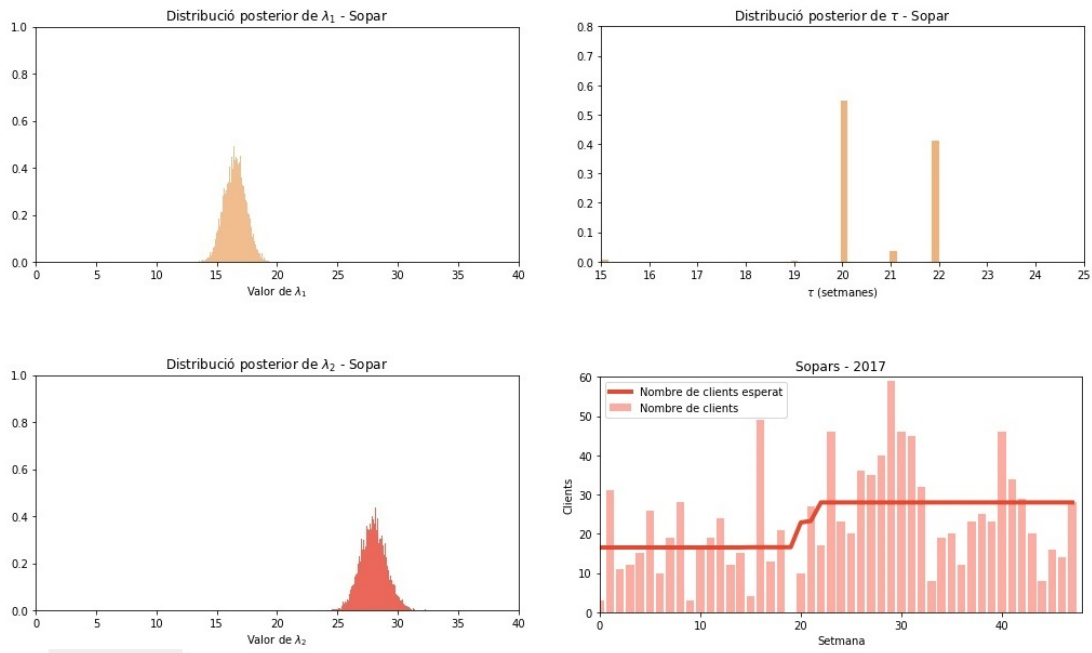 Distribució posterior de λ₁ - Sopar
1.0
0.8
0.6
0.4
0.2
0.0
0 5 10 15 20 25 30 35 40
Valor de λ₁
Distribució posterior de τ - Sopar
0.8
0.7
0.6
0.5
0.4
0.3
0.2
0.1
0.0
15 16 17 18 19 20 21 22 23 24 25
τ (setmanes)
Distribució posterior de λ₂ - Sopar
1.0
0.8
0.6
0.4
0.2
0.0
0 5 10 15 20 25 30 35 40
Valor de λ₂
Sopars - 2017
Nombre de clients esperat
Nombre de clients
Clients
60
50
40
30
20
10
0
0 10 20 30 40
Setmana